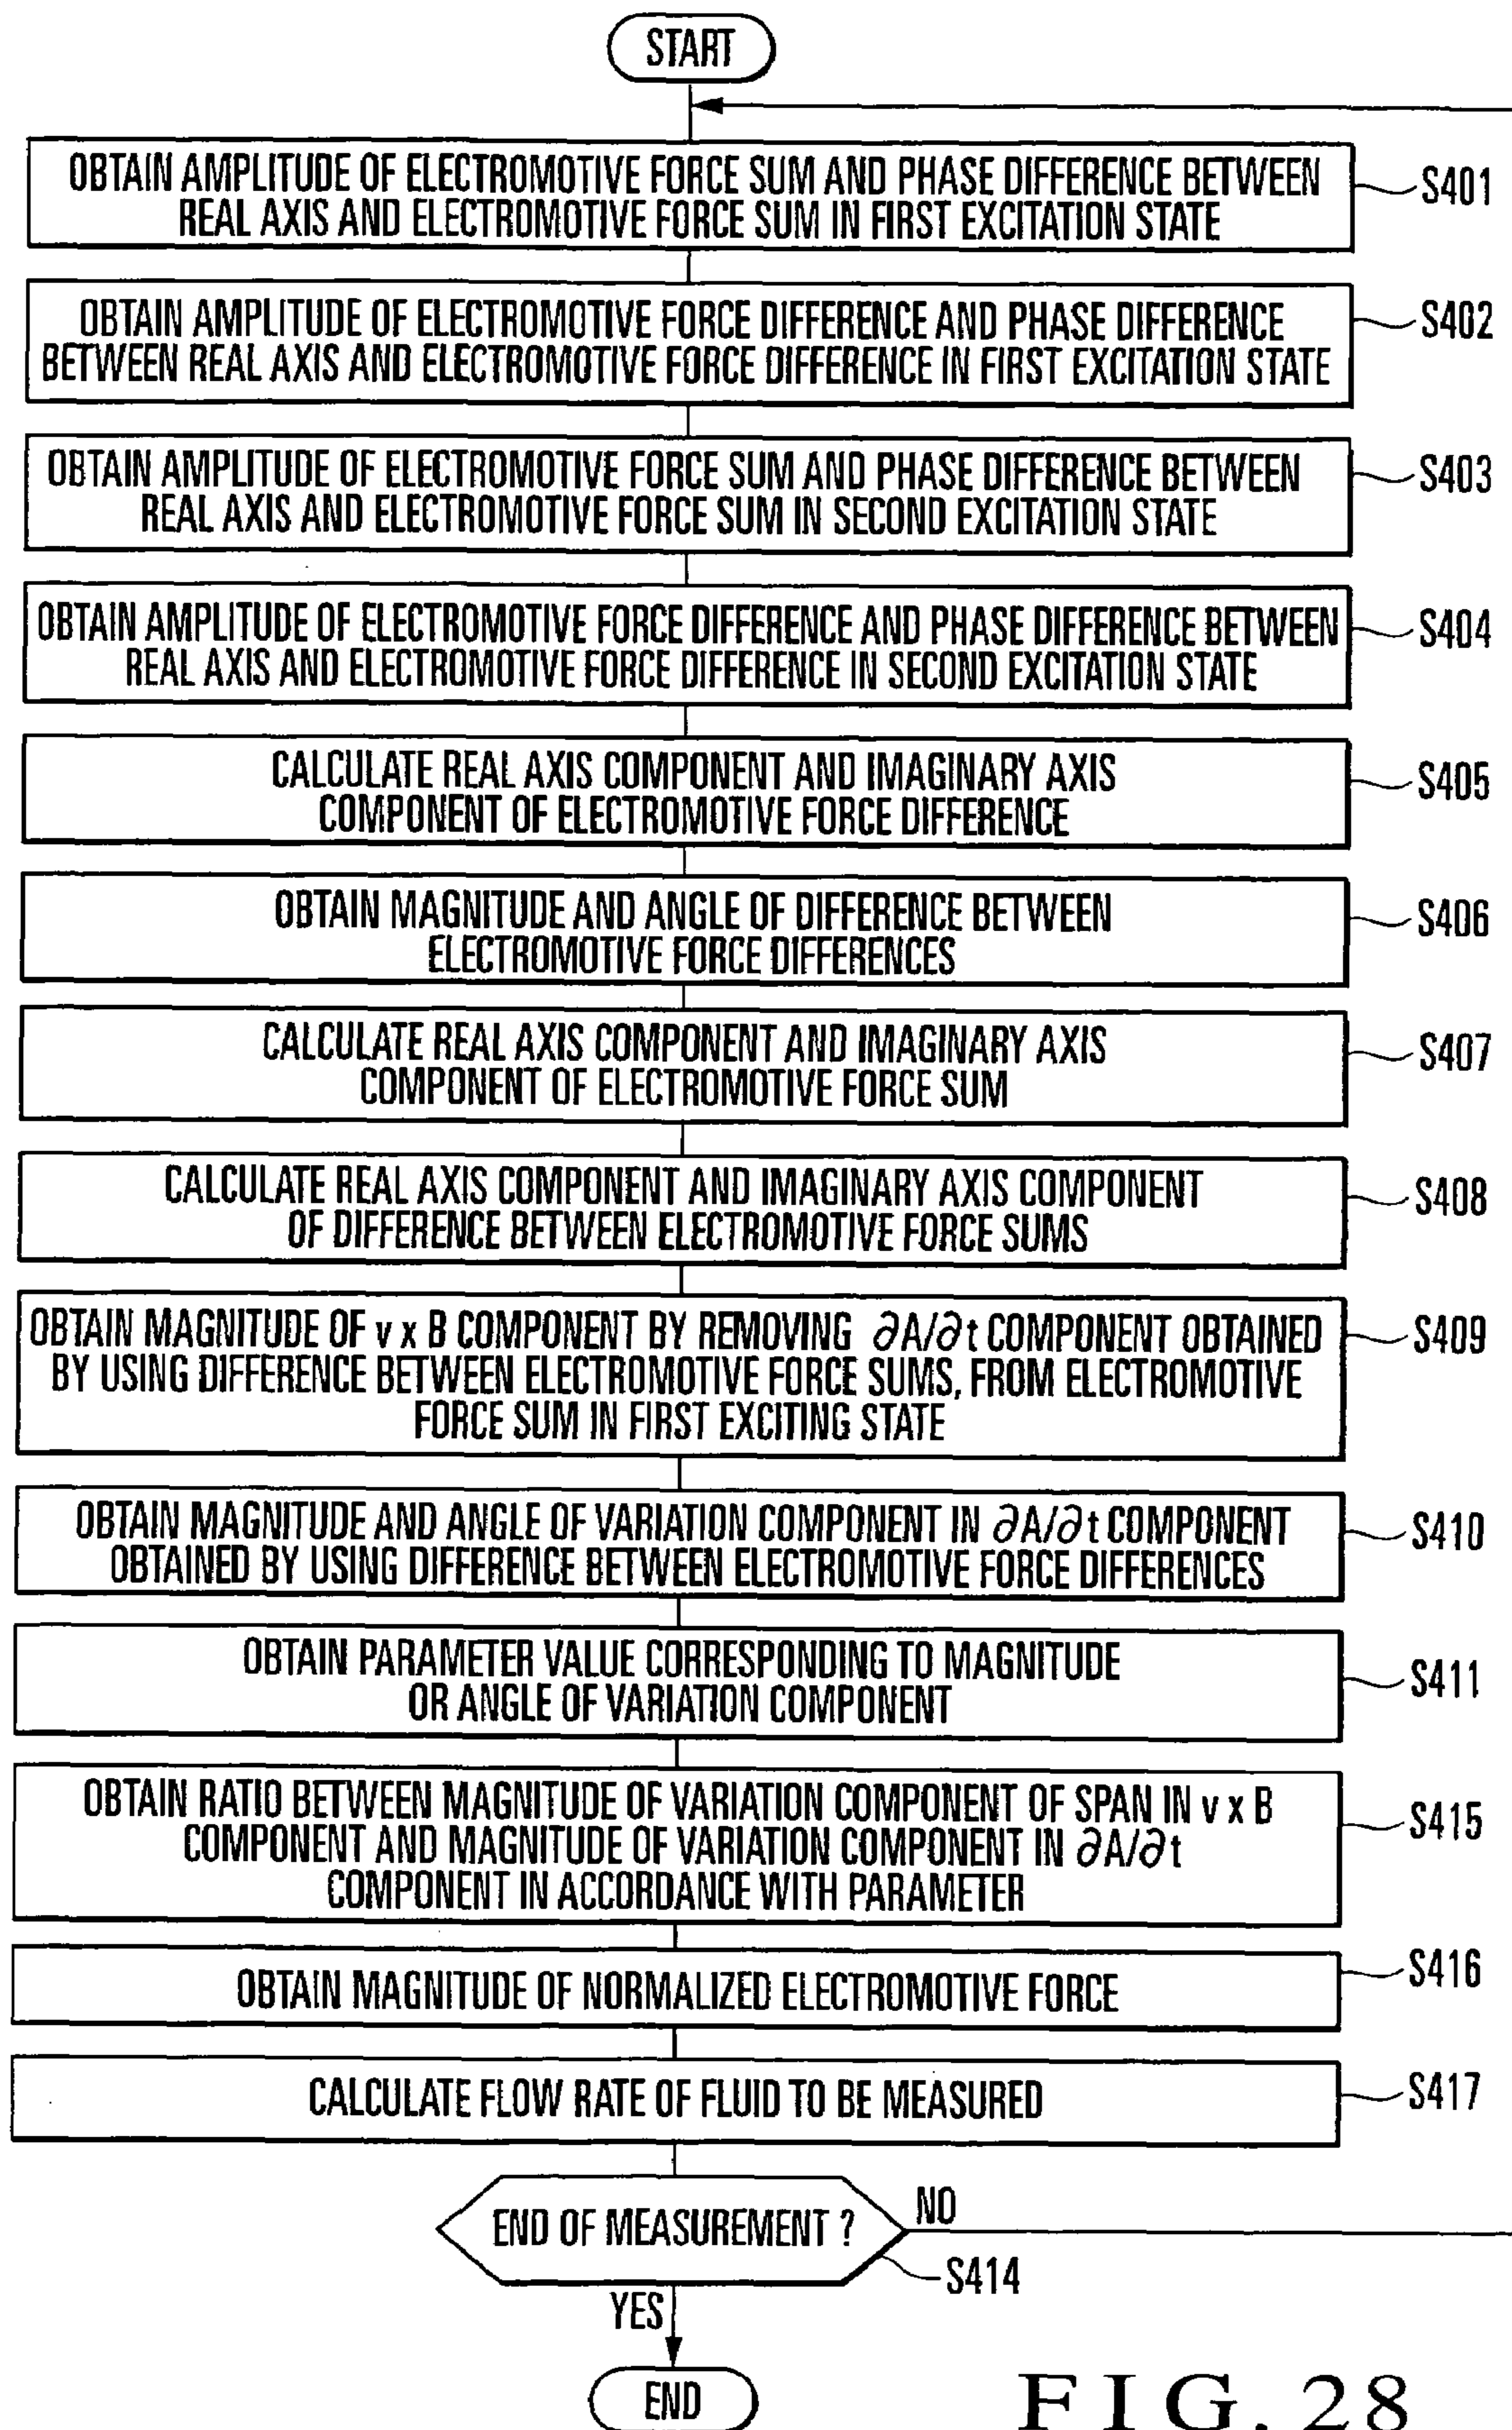 START
OBTAIN AMPLITUDE OF ELECTROMOTIVE FORCE SUM AND PHASE DIFFERENCE BETWEEN
REAL AXIS AND ELECTROMOTIVE FORCE SUM IN FIRST EXCITATION STATE
S401
OBTAIN AMPLITUDE OF ELECTROMOTIVE FORCE DIFFERENCE AND PHASE DIFFERENCE
BETWEEN REAL AXIS AND ELECTROMOTIVE FORCE DIFFERENCE IN FIRST EXCITATION STATE
S402
OBTAIN AMPLITUDE OF ELECTROMOTIVE FORCE SUM AND PHASE DIFFERENCE BETWEEN
REAL AXIS AND ELECTROMOTIVE FORCE SUM IN SECOND EXCITATION STATE
S403
OBTAIN AMPLITUDE OF ELECTROMOTIVE FORCE DIFFERENCE AND PHASE DIFFERENCE BETWEEN
REAL AXIS AND ELECTROMOTIVE FORCE DIFFERENCE IN SECOND EXCITATION STATE
S404
CALCULATE REAL AXIS COMPONENT AND IMAGINARY AXIS
COMPONENT OF ELECTROMOTIVE FORCE DIFFERENCE
S405
OBTAIN MAGNITUDE AND ANGLE OF DIFFERENCE BETWEEN
ELECTROMOTIVE FORCE DIFFERENCES
S406
CALCULATE REAL AXIS COMPONENT AND IMAGINARY AXIS
COMPONENT OF ELECTROMOTIVE FORCE SUM
S407
CALCULATE REAL AXIS COMPONENT AND IMAGINARY AXIS COMPONENT
OF DIFFERENCE BETWEEN ELECTROMOTIVE FORCE SUMS
S408
OBTAIN MAGNITUDE OF v x B COMPONENT BY REMOVING ∂A/∂t COMPONENT OBTAINED
BY USING DIFFERENCE BETWEEN ELECTROMOTIVE FORCE SUMS, FROM ELECTROMOTIVE
FORCE SUM IN FIRST EXCITING STATE
S409
OBTAIN MAGNITUDE AND ANGLE OF VARIATION COMPONENT IN ∂A/∂t COMPONENT
OBTAINED BY USING DIFFERENCE BETWEEN ELECTROMOTIVE FORCE DIFFERENCES
S410
OBTAIN PARAMETER VALUE CORRESPONDING TO MAGNITUDE
OR ANGLE OF VARIATION COMPONENT
S411
OBTAIN RATIO BETWEEN MAGNITUDE OF VARIATION COMPONENT OF SPAN IN v x B
COMPONENT AND MAGNITUDE OF VARIATION COMPONENT IN ∂A/∂t
COMPONENT IN ACCORDANCE WITH PARAMETER
S415
OBTAIN MAGNITUDE OF NORMALIZED ELECTROMOTIVE FORCE
S416
CALCULATE FLOW RATE OF FLUID TO BE MEASURED
S417
END OF MEASUREMENT ?
NO
S414
YES
END
FIG. 28